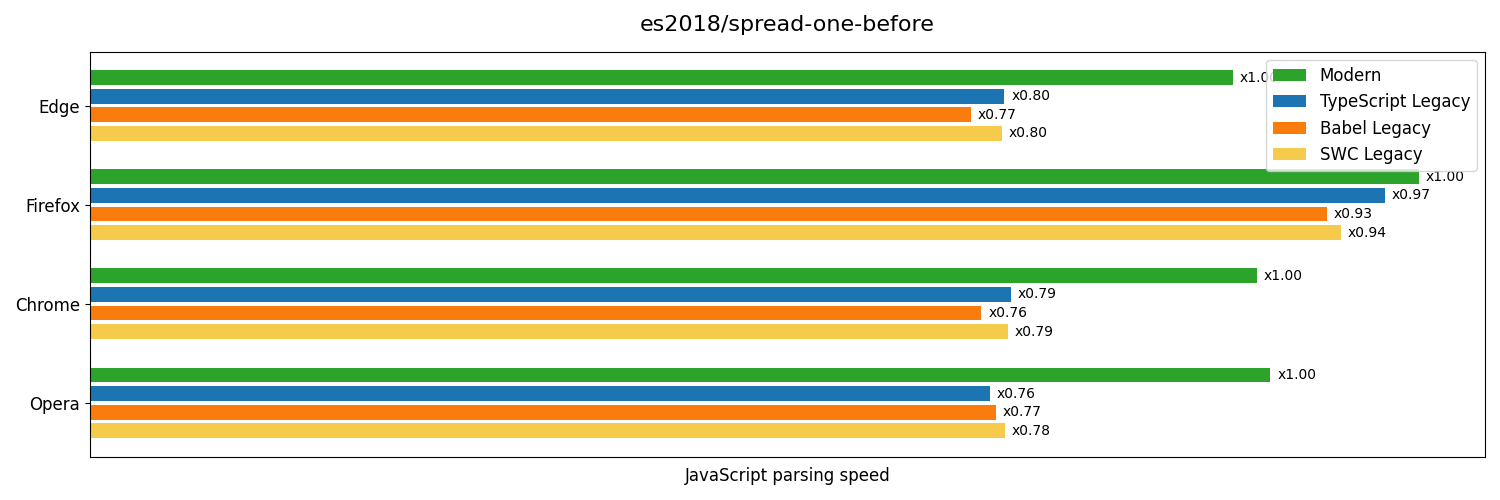 es2018/spread-one-before
Edge
x0.80
x0.77
x0.80
Modern
TypeScript Legacy
Babel Legacy
SWC Legacy
Firefox
x1.00
x0.97
x0.93
x0.94
Chrome
x1.00
x0.79
x0.76
x0.79
Opera
x1.00
x0.76
x0.77
x0.78
JavaScript parsing speed